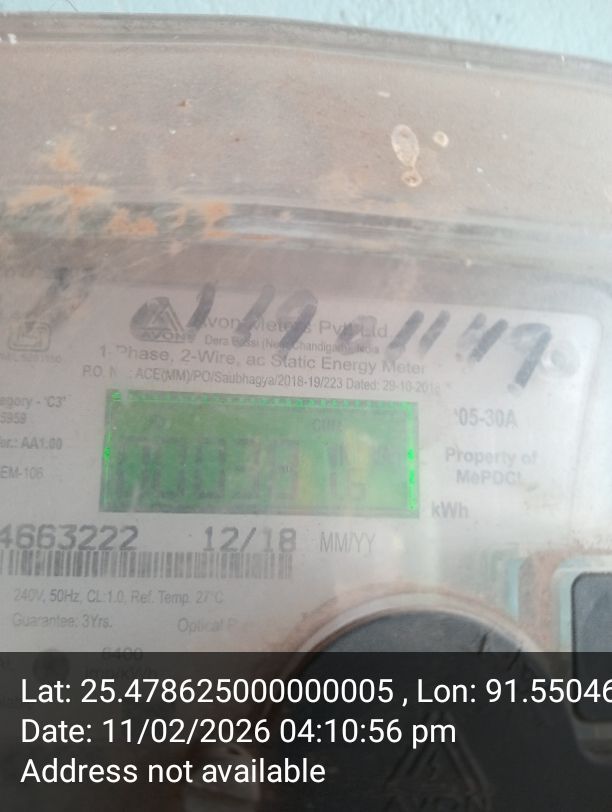 Avon Meters Pvt. Ltd
AVON
Dera Bassi (Near Chandigarh), India
1-Phase, 2-Wire, ac Static Energy Meter
P.O. N .: ACE(MM)/PO/Saubhagya/2018-19/223 Dated: 29-10-2018
egory - 'C3'
5959
er.: AA1.00
EM-106
05-30A
Property of
MePDCL
kWh
4663222 12/18 MM/YY
240V, 50Hz, CL:1.0, Ref. Temp. 27°C
Guarantee: 3Yrs.
Optical P
6400
Lat: 25.478625000000005 , Lon: 91.55046
Date: 11/02/2026 04:10:56 pm
Address not available